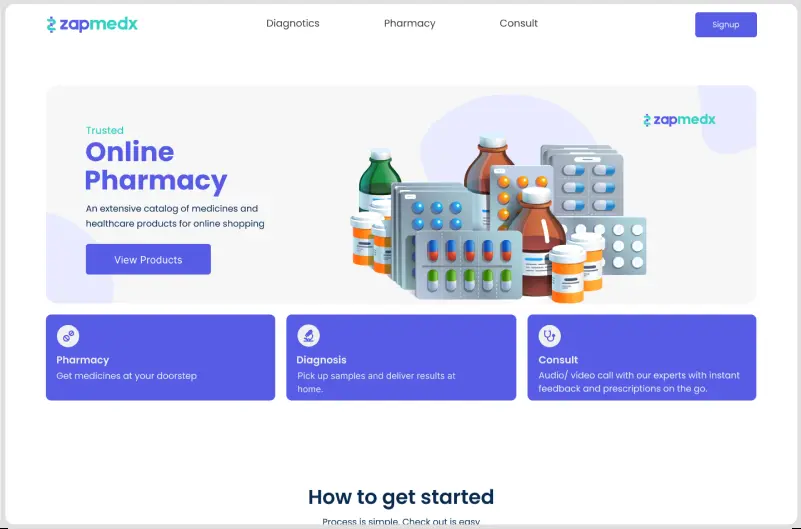 zapmedx
Diagnotics
Pharmacy
Consult
Signup
Trusted
Online
Pharmacy
An extensive catalog of medicines and
healthcare products for online shopping
View Products
zapmedx
Pharmacy
Get medicines at your doorstep
Diagnosis
Pick up samples and deliver results at
home.
Consult
Audio/ video call with our experts with instant
feedback and prescriptions on the go.
How to get started
Process is simple. Check out is easy